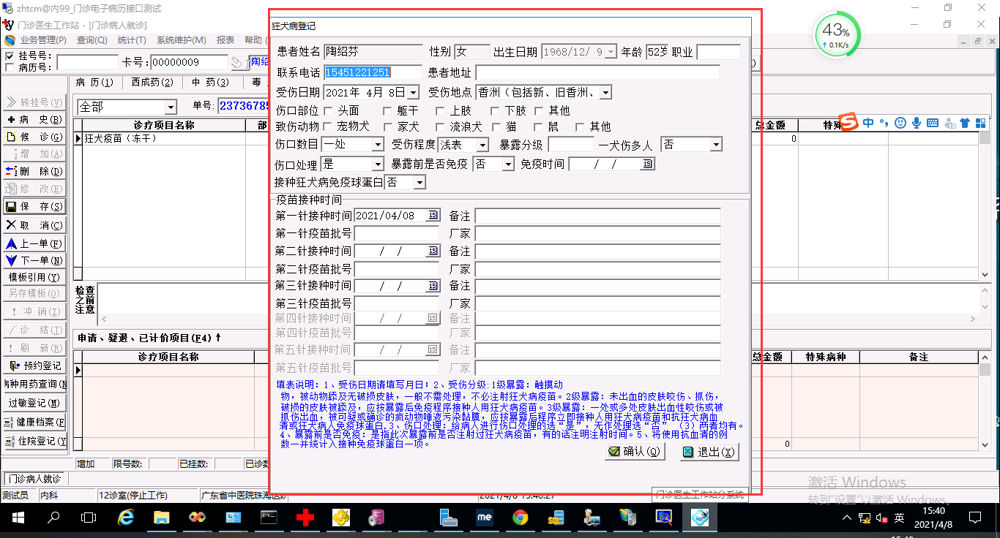 zhtcm@内99_门诊电子病历接口测试
门诊医生工作站 - [门诊病人就诊]
业务管理(P) 查询(Q) 统计(T) 系统维护(M) 报表 帮助
挂号号：
病历号：
卡号： 00000009 陶绍
病 历(1) 西成药(2) 中 药(3) 毒
全部 单号： 23736785
诊疗项目名称 部 总金额 特殊
狂犬疫苗（冻干） 0
转挂号(V)
病 史(B)
候 诊(G)
增 加(A)
删 除(D)
修 改(E)
保 存(S)
取 消(C)
上一单(F)
下一单(N)
模板引用(Y)
另存模板(O)
冲 销(Z)
诊 结(T)
刷 新(R)
预约登记
病种用药查询(N
过敏登记(M)
健康档案(F
住院登记(Y
检查
之前
注意
申请、疑退、已计价项目(F4)↑
诊疗项目名称 总金额 特殊病种 备注
0
增加 限号数： 已挂数： 已诊数
门诊病人就诊
测试员 内科 12诊室(停止工作) 广东省中医院珠海医院 2021/4/8 15:40:27
狂犬病登记
患者姓名 陶绍芬 性别 女 出生日期 1968/12/ 9 年龄 52岁 职业
联系电话 15451221251 患者地址
受伤日期 2021年 4月 8日 受伤地点 香洲（包括新、旧香洲、
伤口部位 头面 躯干 上肢 下肢 其他
致伤动物 宠物犬 家犬 流浪犬 猫 鼠 其他
伤口数目 一处 受伤程度 浅表 暴露分级 一犬伤多人 否
伤口处理 是 暴露前是否免疫 否 免疫时间 / / 15
接种狂犬病免疫球蛋白 否
疫苗接种时间
第一针接种时间 2021/04/08 15 备注
第一针疫苗批号 厂家
第二针接种时间 / / 15 备注
第二针疫苗批号 厂家
第三针接种时间 / / 15 备注
第三针疫苗批号 厂家
第四针接种时间 / / 15 备注
第四针疫苗批号 厂家
第五针接种时间 / / 15 备注
第五针疫苗批号 厂家
填表说明：1、受伤日期请填写月日；2、受伤分级:1级暴露：触摸动
物，被动物舔及无破损皮肤，一般不需处理，不必注射狂犬病疫苗。2级暴露：未出血的皮肤咬伤、抓伤，
破损的皮肤被舔及，应按暴露后免疫程序接种人用狂犬病疫苗。3级暴露：一处或多处皮肤出血性咬伤或被
抓伤出血，被可疑或确诊的疯动物唾液污染黏膜，应按暴露后程序立即接种人用狂犬病疫苗和抗狂犬病血
清或狂犬病人免疫球蛋白.3、伤口处理：给病人进行伤口处理的选“是”，无作处理选“否” （3）两者均有。
4、暴露前是否免疫：是指此次暴露前是否注射过狂犬病疫苗，有的话注明注射时间。5、将使用抗血清的例
数一并统计入接种免疫球蛋白一项。
确认(Q) 退出(X)
门诊医生工作站分系统
43%
↑ 0.1K/s
中
激活 Windows
转到"设置"以激活 Windows。
me
SQL
英
15:40
2021/4/8